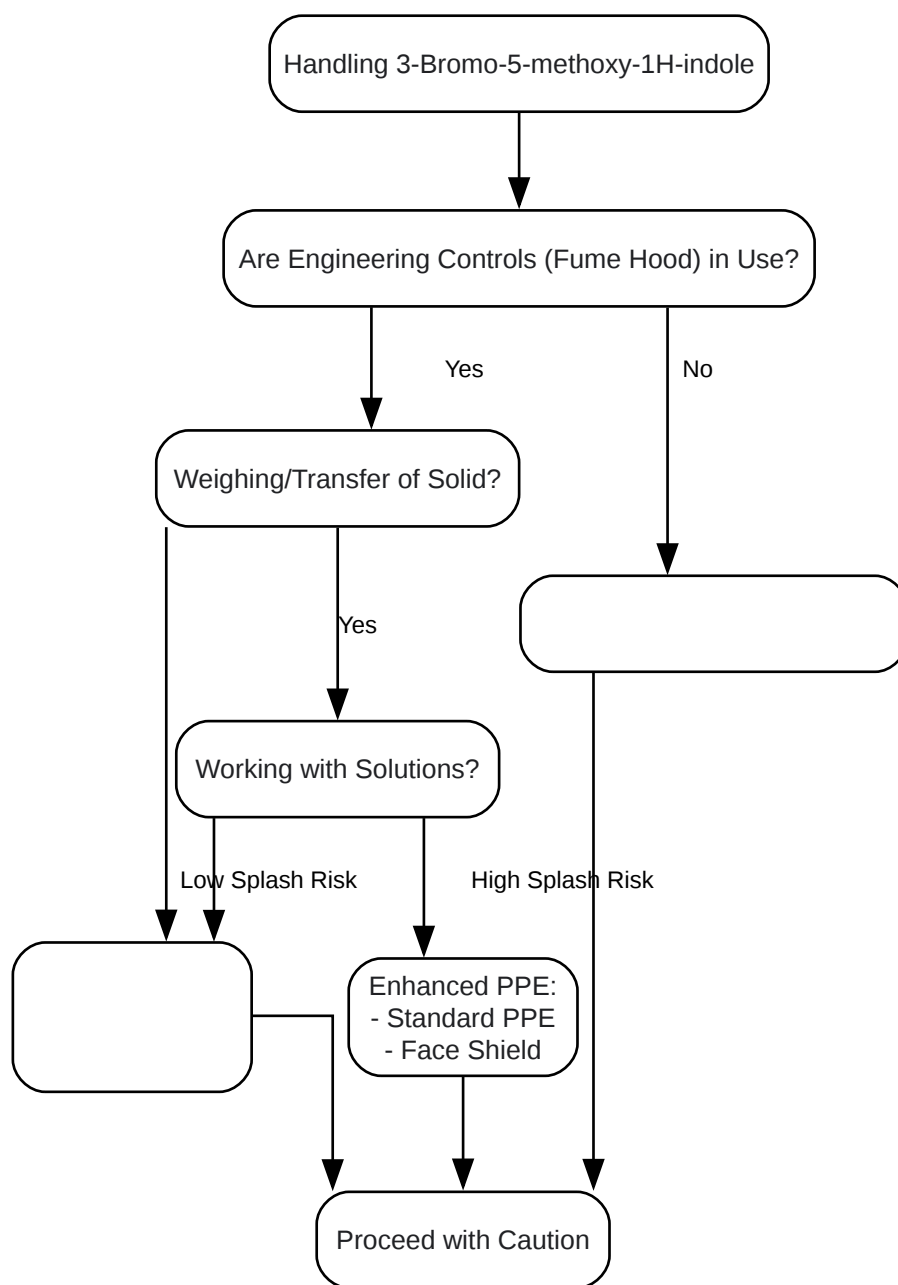 Handling 3-Bromo-5-methoxy-1H-indole
Are Engineering Controls (Fume Hood) in Use?
Yes
No
Weighing/Transfer of Solid?
Yes
Working with Solutions?
Low Splash Risk
High Splash Risk
Enhanced PPE:
- Standard PPE
- Face Shield
Proceed with Caution